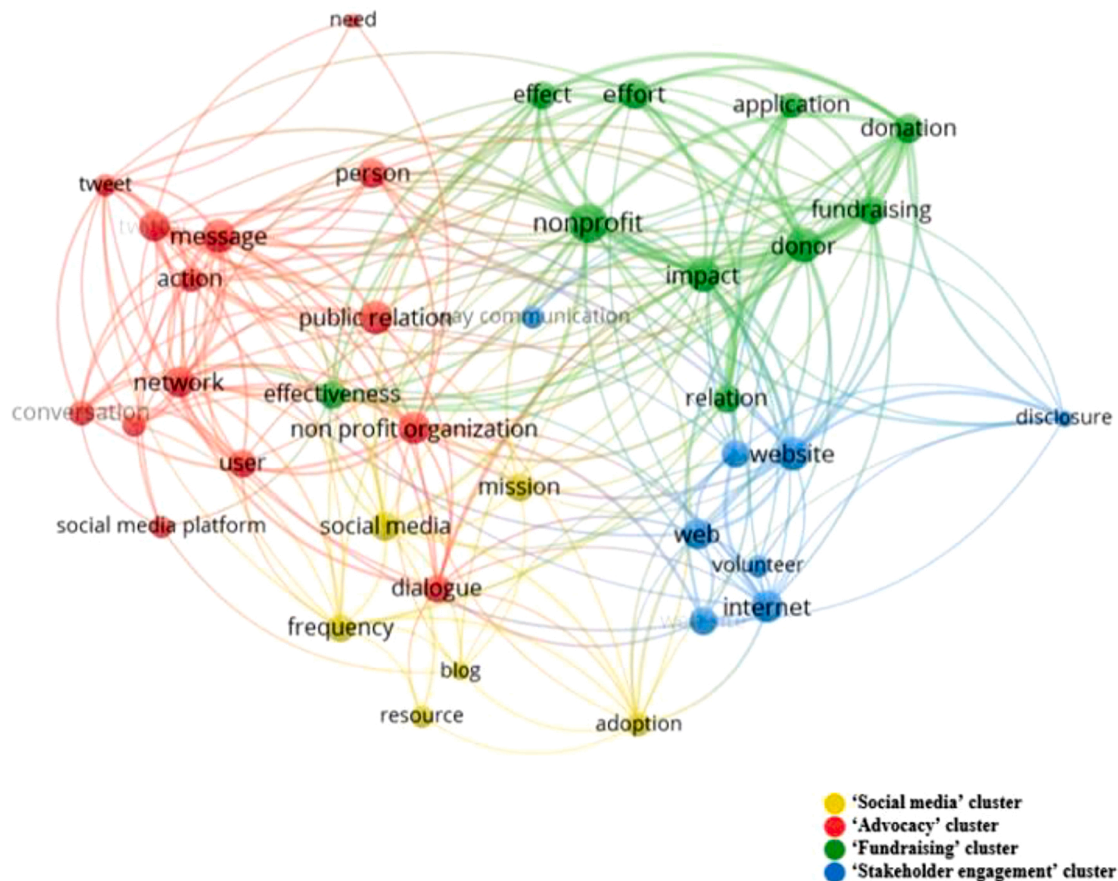 need
effect
effort
application
donation
tweet
person
message
nonprofit
fundraising
donor
action
impact
public relation
way communication
network
effectiveness
relation
conversation
non profit organization
disclosure
user
website
mission
social media platform
social media
web
volunteer
dialogue
internet
frequency
blog
resource
adoption
‘Social media’ cluster
‘Advocacy’ cluster
‘Fundraising’ cluster
‘Stakeholder engagement’ cluster